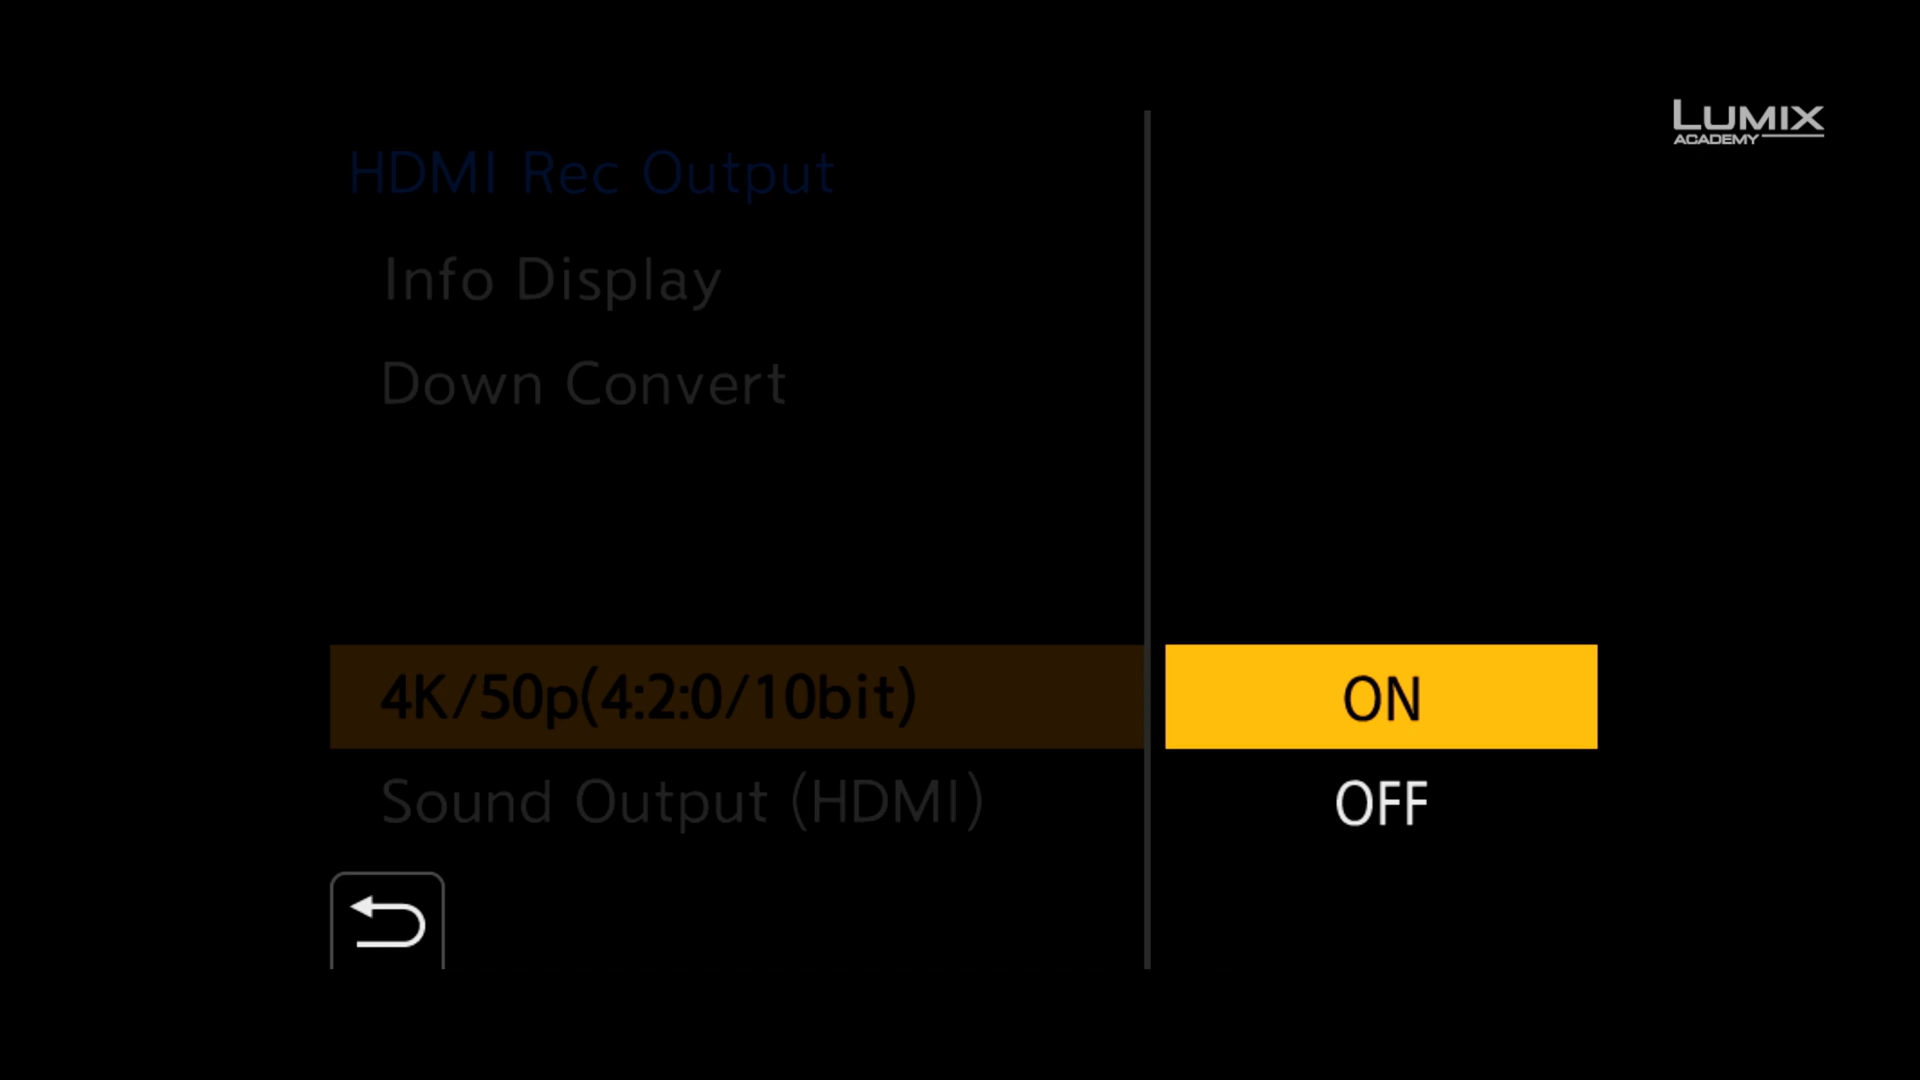 LUMIX
ACADEMY
HDMI Rec Output
Info Display
Down Convert
4K/50p(4:2:0/10bit)
ON
Sound Output (HDMI)
OFF